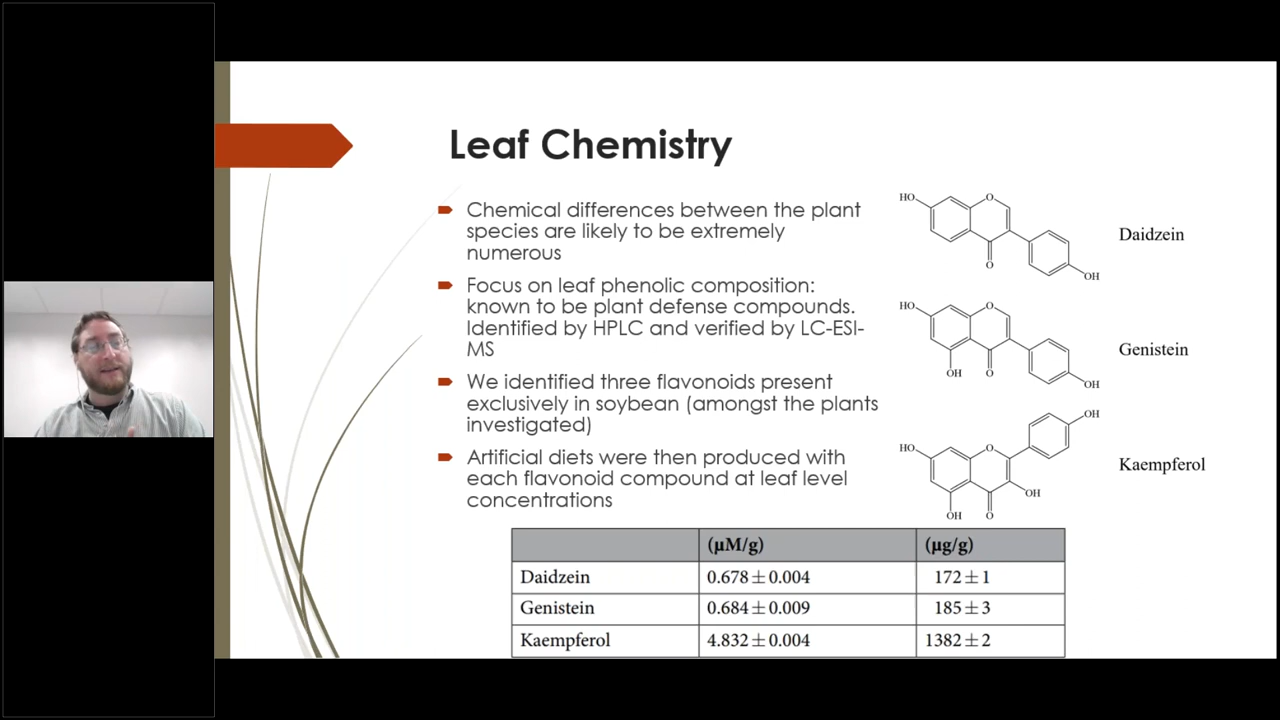 Leaf Chemistry
Chemical differences between the plant
species are likely to be extremely
numerous
Focus on leaf phenolic composition:
known to be plant defense compounds.
Identified by HPLC and verified by LC-ESI-
MS
We identified three flavonoids present
exclusively in soybean (amongst the plants
investigated)
Artificial diets were then produced with
each flavonoid compound at leaf level
concentrations
HO O
O
OH
Daidzein
HO O
OH O
OH
Genistein
OH
HO O
OH
OH O
Kaempferol
(µM/g) (µg/g)
Daidzein 0.678 ± 0.004 172 ± 1
Genistein 0.684 ± 0.009 185 ± 3
Kaempferol 4.832 ± 0.004 1382 ± 2